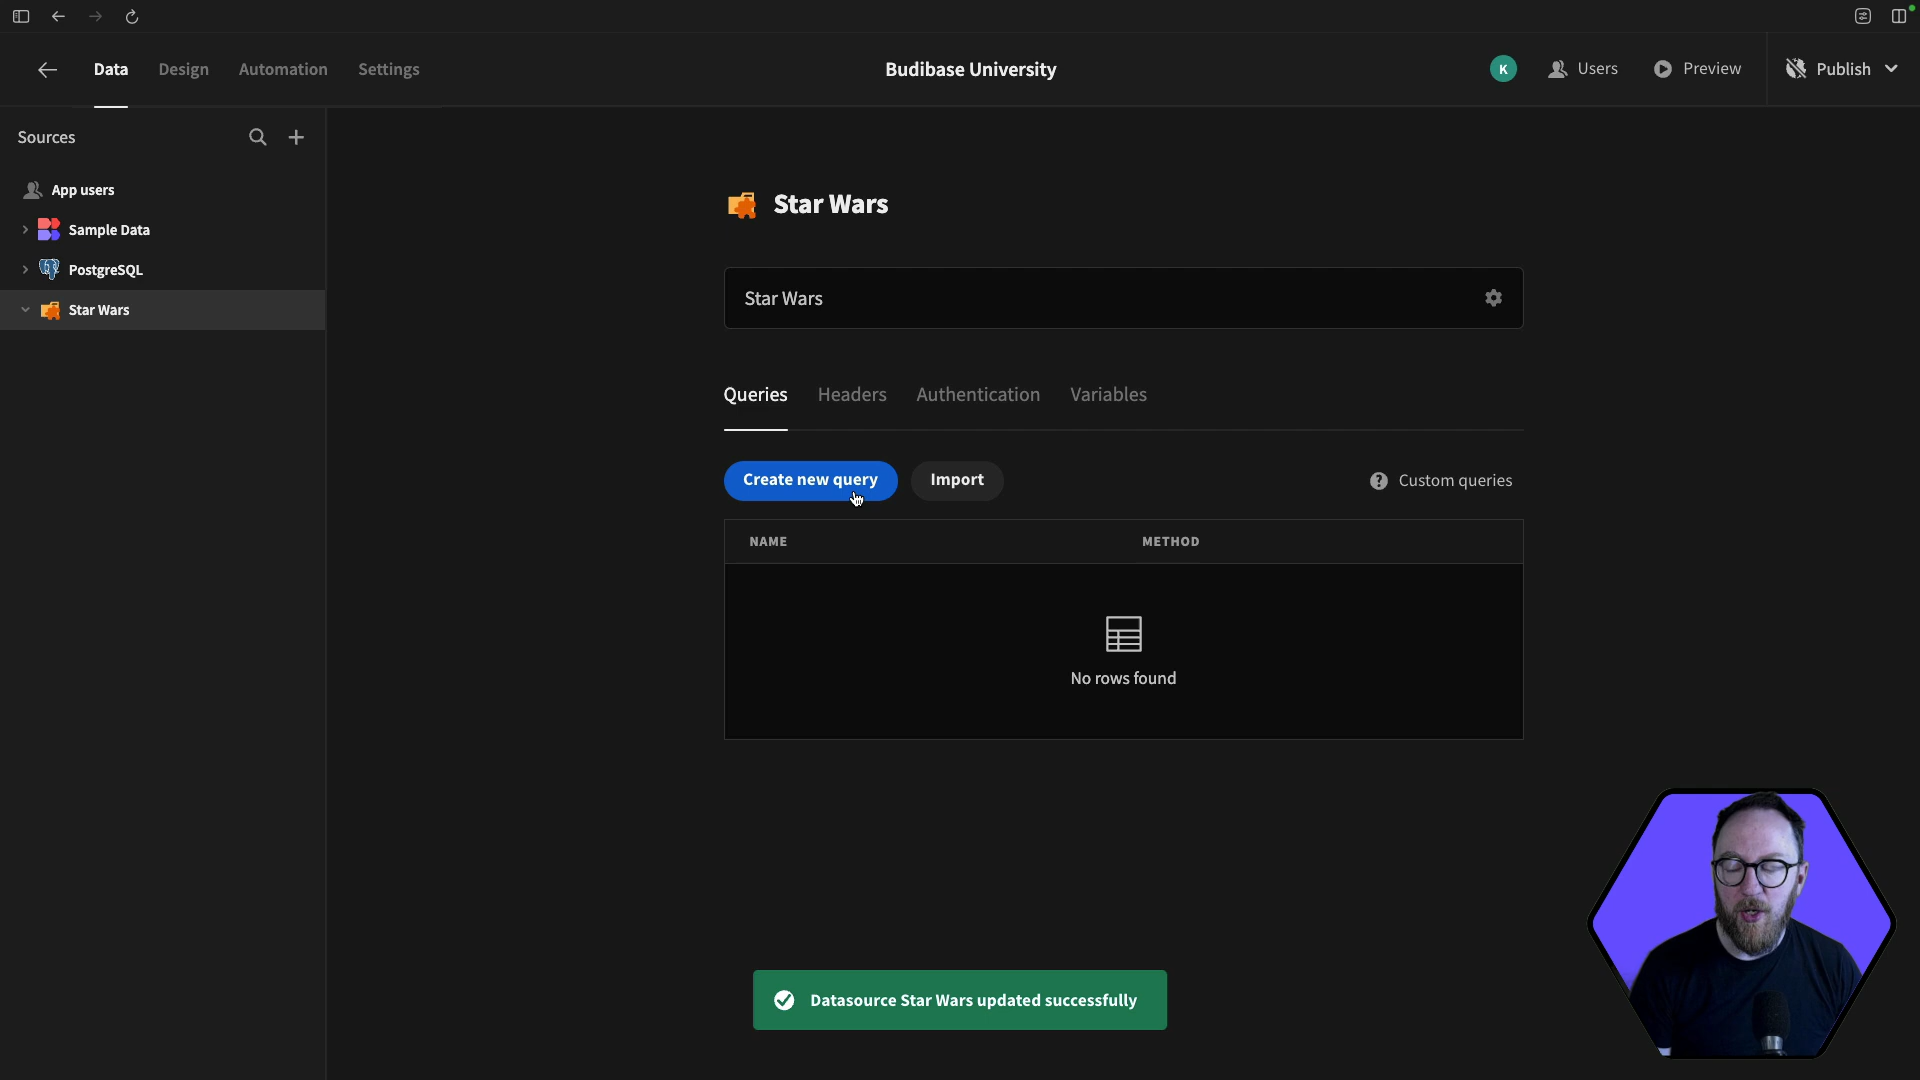 Data
Design
Automation
Settings
Budibase University
K
Users
Preview
Publish
Sources
App users
Sample Data
PostgreSQL
Star Wars
Star Wars
Star Wars
Queries
Headers
Authentication
Variables
Create new query
Import
? Custom queries
NAME
METHOD
No rows found
Datasource Star Wars updated successfully